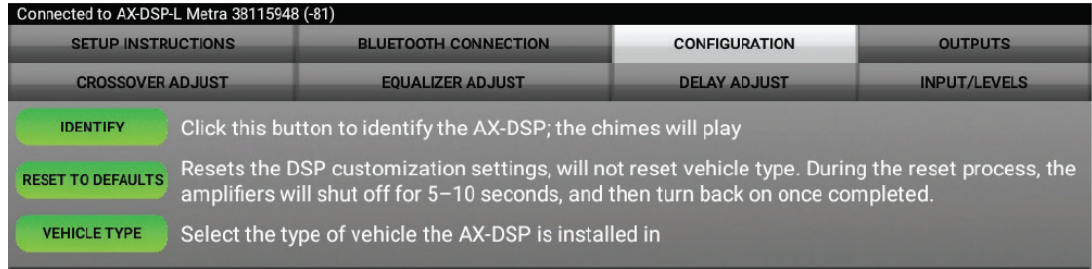 Connected to AX-DSP-L Metra 38115948 (-81)
SETUP INSTRUCTIONS BLUETOOTH CONNECTION CONFIGURATION OUTPUTS
CROSSOVER ADJUST EQUALIZER ADJUST DELAY ADJUST INPUT/LEVELS
IDENTIFY Click this button to identify the AX-DSP; the chimes will play
RESET TO DEFAULTS Resets the DSP customization settings, will not reset vehicle type. During the reset process, the
amplifiers will shut off for 5–10 seconds, and then turn back on once completed.
VEHICLE TYPE Select the type of vehicle the AX-DSP is installed in